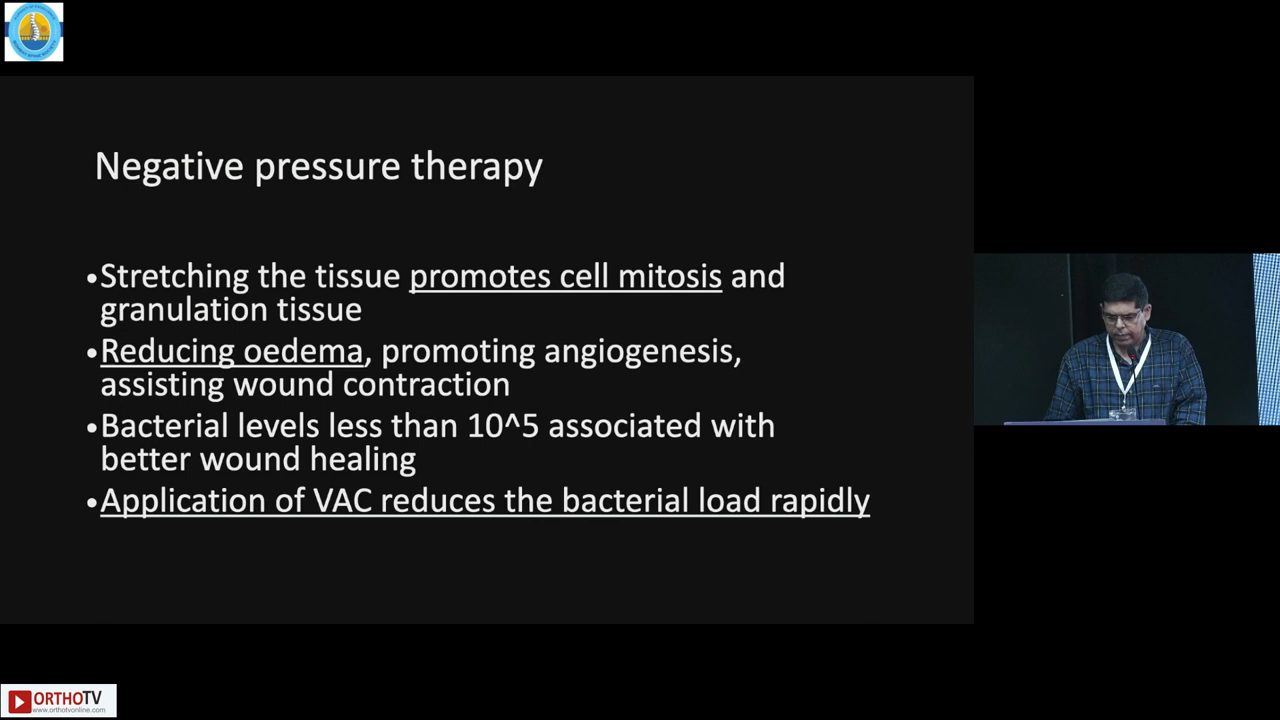 Negative pressure therapy
•Stretching the tissue promotes cell mitosis and
granulation tissue
•Reducing oedema, promoting angiogenesis,
assisting wound contraction
•Bacterial levels less than 10^5 associated with
better wound healing
•Application of VAC reduces the bacterial load rapidly
ORTHOTV
www.orthotvonline.com